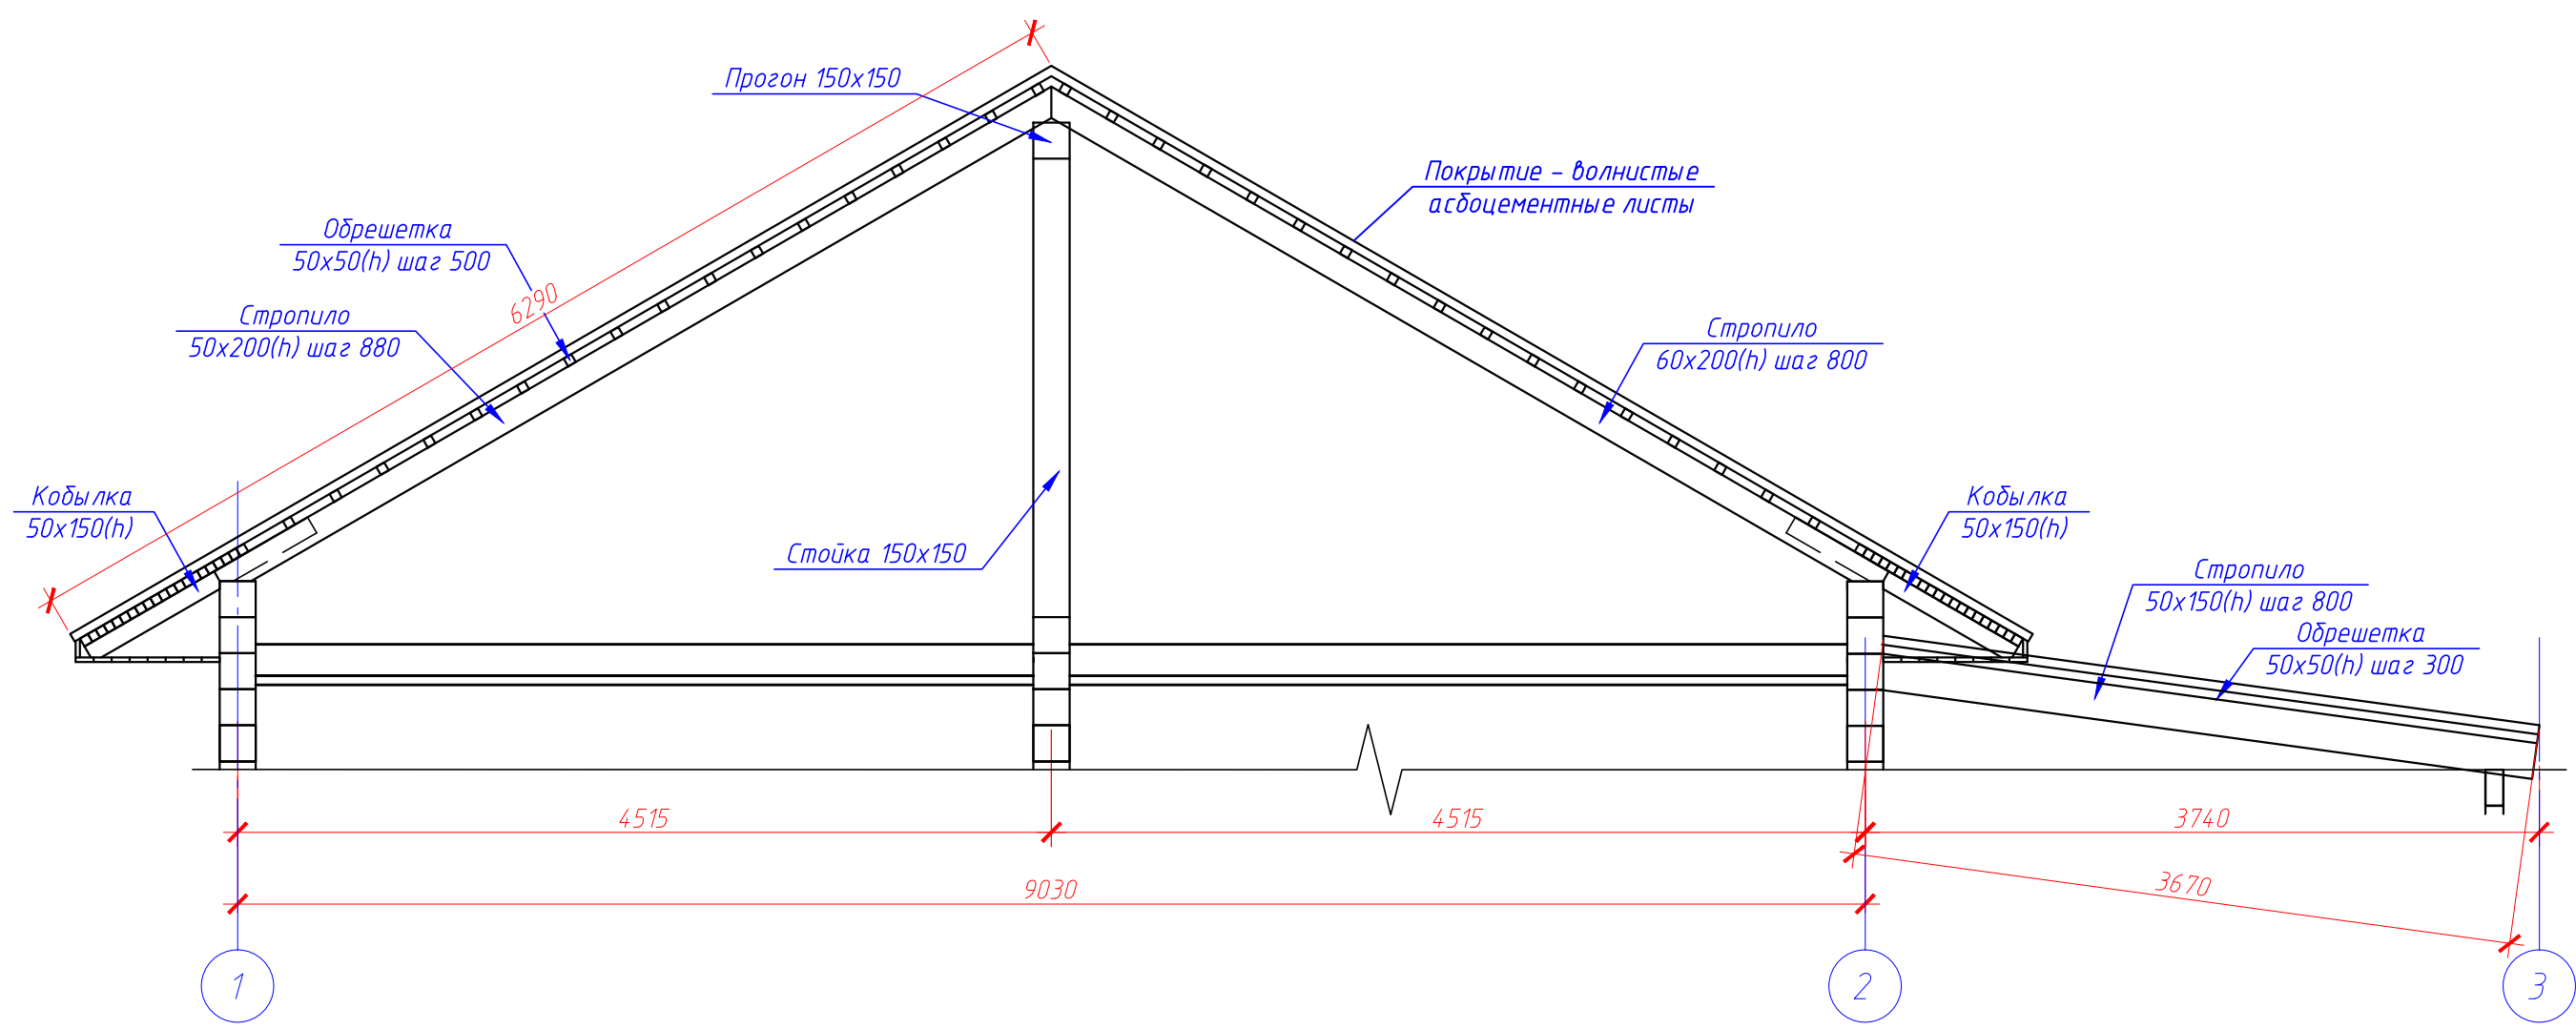 Прогон 150х150
Покрытие - волнистые
асбоцементные листы
Обрешетка
50х50(h) шаг 500
6290
Стропило
50х200(h) шаг 880
Стропило
60х200(h) шаг 800
Кобылка
50х150(h)
Стойка 150х150
Кобылка
50х150(h)
Стропило
50х150(h) шаг 800
Обрешетка
50х50(h) шаг 300
4515
4515
3740
9030
3670
1
2
3